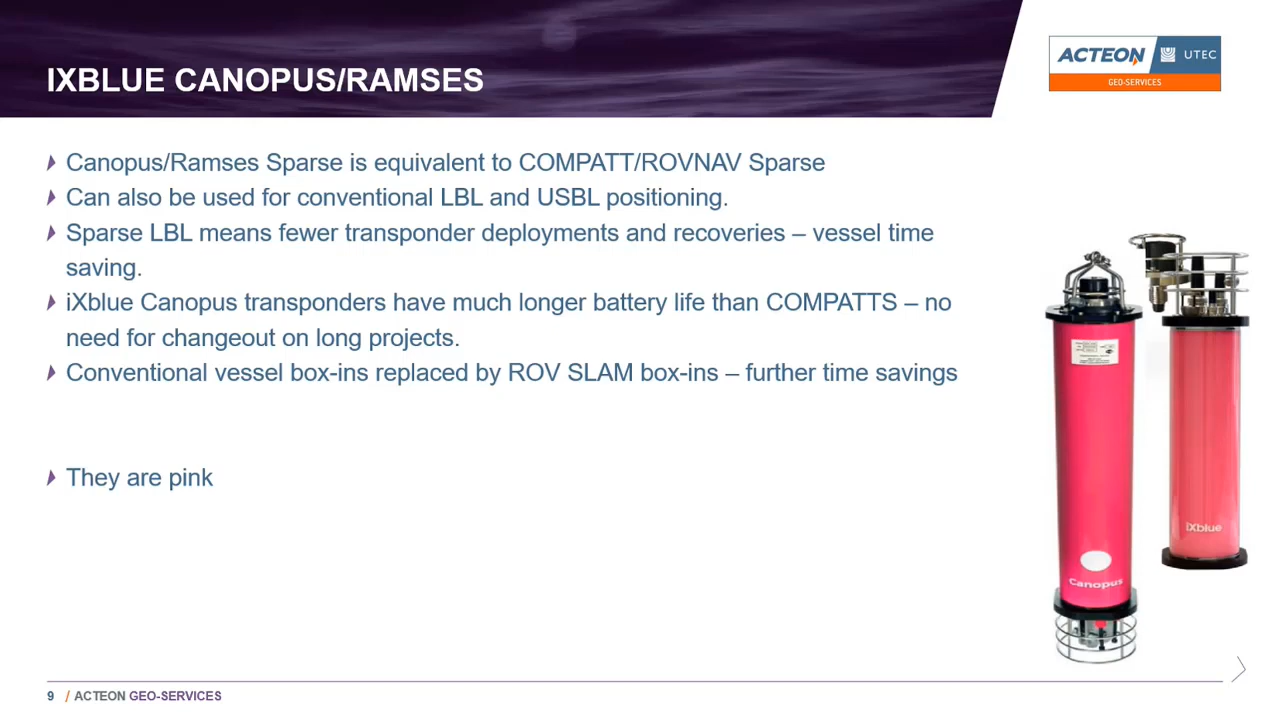 IXBLUE CANOPUS/RAMSES
ACTEON UTEC
GEO-SERVICES
Canopus/Ramses Sparse is equivalent to COMPATT/ROVNAV Sparse
Can also be used for conventional LBL and USBL positioning.
Sparse LBL means fewer transponder deployments and recoveries – vessel time
saving.
iXblue Canopus transponders have much longer battery life than COMPATTS – no
need for changeout on long projects.
Conventional vessel box-ins replaced by ROV SLAM box-ins – further time savings
They are pink
iXblue
Canopus
9 / ACTEON GEO-SERVICES